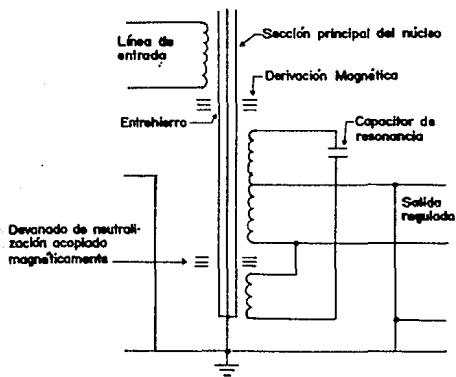 Línea de
entrada
Sección principal del núcleo
Derivación Magnética
Entrehierro
Capacitor de
resonancia
Salida
regulada
Devanado de neutrali-
zación acoplado
magnéticamente